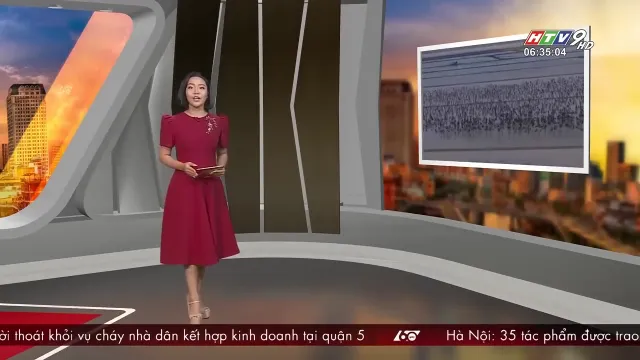 HTV9 HD
06:35:04
ời thoát khỏi vụ cháy nhà dân kết hợp kinh doanh tại quận 5 60 Hà Nội: 35 tác phẩm được trao